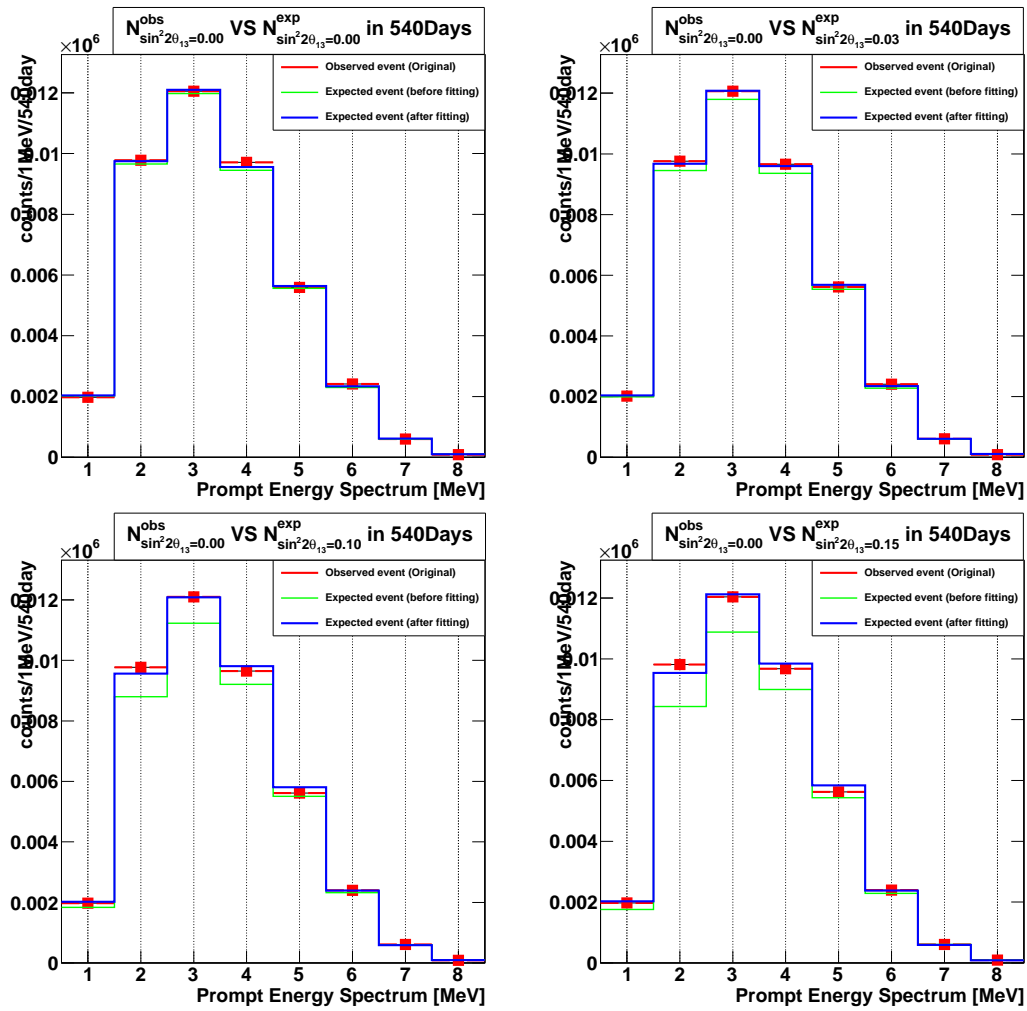 N^obs_sin²2θ₁₃=0.00 VS N^exp_sin²2θ₁₃=0.00 in 540Days
×10⁶
Observed event (Original)
Expected event (before fitting)
Expected event (after fitting)
counts/1MeV/540day
0.012
0.01
0.008
0.006
0.004
0.002
0
1 2 3 4 5 6 7 8
Prompt Energy Spectrum [MeV]
N^obs_sin²2θ₁₃=0.00 VS N^exp_sin²2θ₁₃=0.03 in 540Days
×10⁶
Observed event (Original)
Expected event (before fitting)
Expected event (after fitting)
counts/1MeV/540day
0.012
0.01
0.008
0.006
0.004
0.002
0
1 2 3 4 5 6 7 8
Prompt Energy Spectrum [MeV]
N^obs_sin²2θ₁₃=0.00 VS N^exp_sin²2θ₁₃=0.10 in 540Days
×10⁶
Observed event (Original)
Expected event (before fitting)
Expected event (after fitting)
counts/1MeV/540day
0.012
0.01
0.008
0.006
0.004
0.002
0
1 2 3 4 5 6 7 8
Prompt Energy Spectrum [MeV]
N^obs_sin²2θ₁₃=0.00 VS N^exp_sin²2θ₁₃=0.15 in 540Days
×10⁶
Observed event (Original)
Expected event (before fitting)
Expected event (after fitting)
counts/1MeV/540day
0.012
0.01
0.008
0.006
0.004
0.002
0
1 2 3 4 5 6 7 8
Prompt Energy Spectrum [MeV]